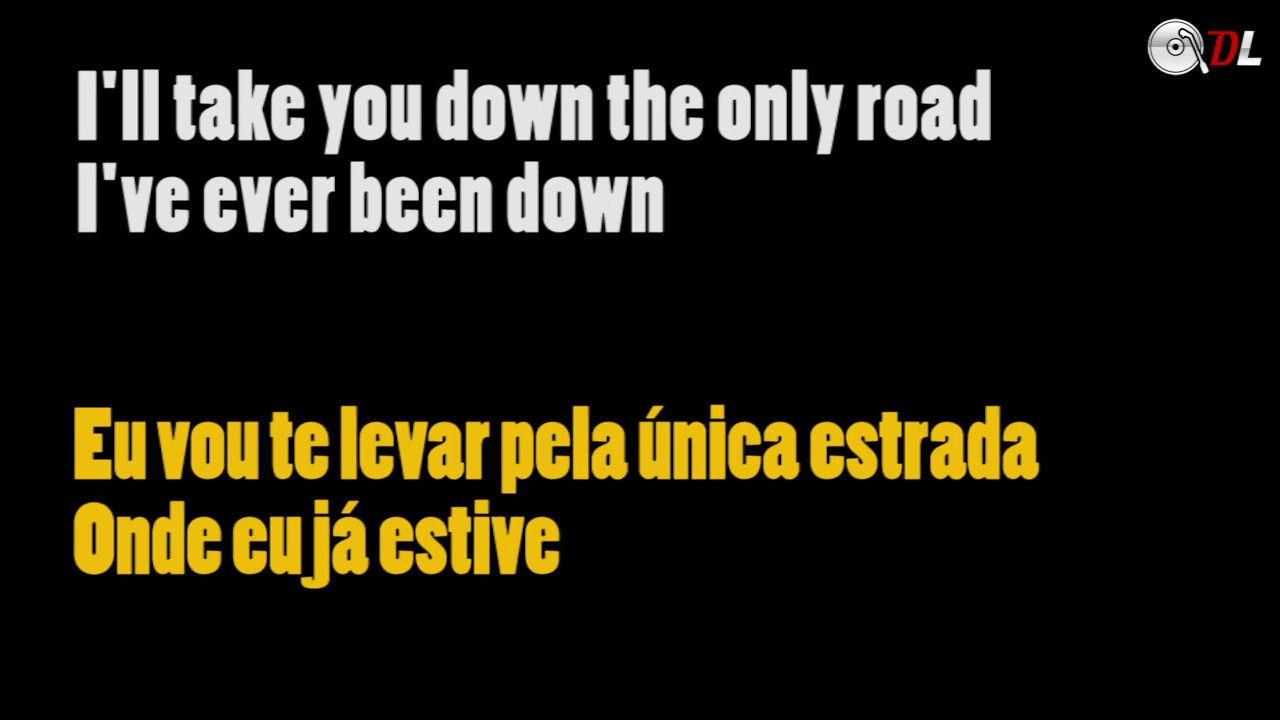 DL
I'll take you down the only road
I've ever been down
Eu vou te levar pela única estrada
Onde eu já estive